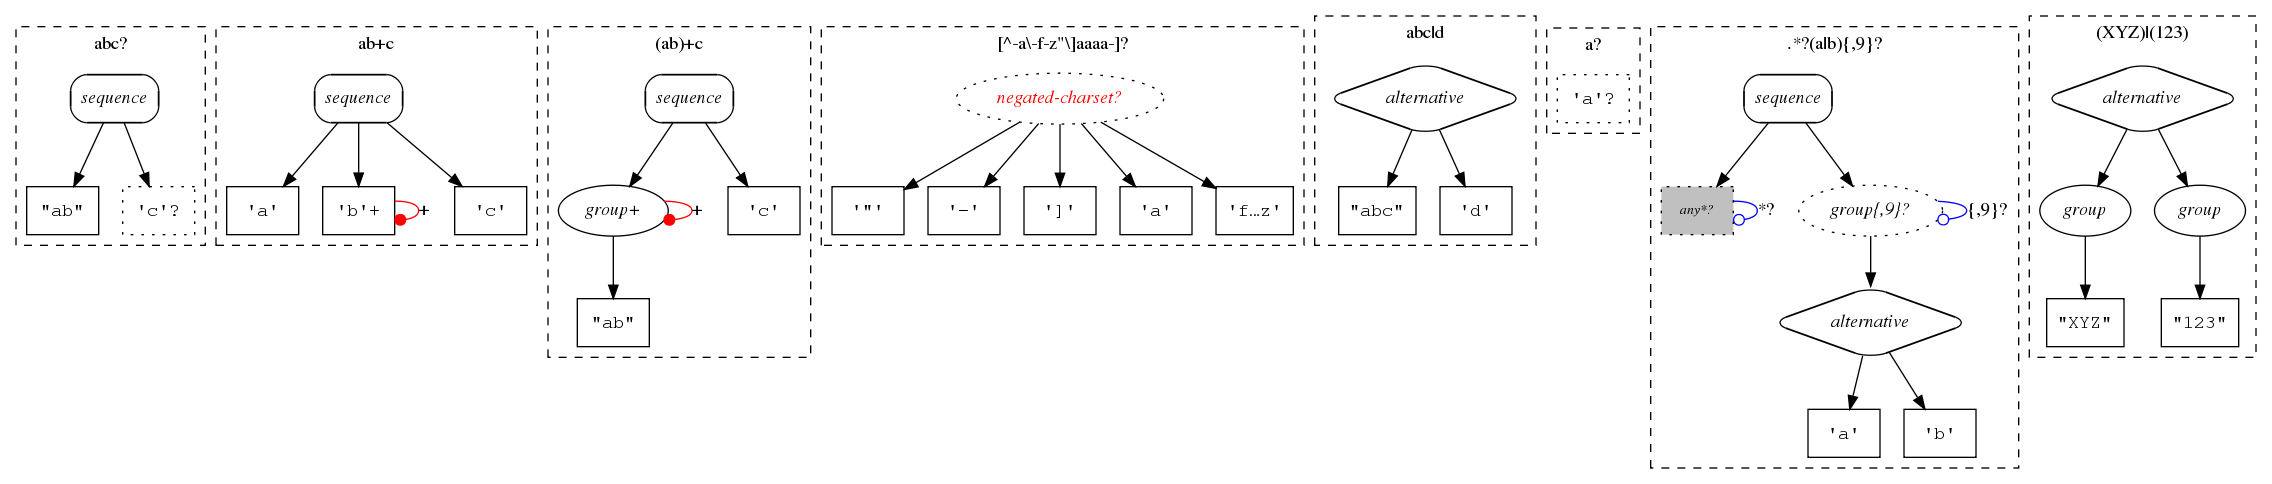 abc?
sequence
"ab"
'c'?
ab+c
sequence
'a'
'b'+
+
'c'
(ab)+c
sequence
group+
+
'c'
"ab"
[^-a\-f-z"\]aaaa-]?
negated-charset?
'"'
'-'
']'
'a'
'f…z'
abc|d
alternative
"abc"
'd'
a?
'a'?
.*?(a|b){,9}?
sequence
any*?
*?
group{,9}?
{,9}?
alternative
'a'
'b'
(XYZ)|(123)
alternative
group
group
"XYZ"
"123"